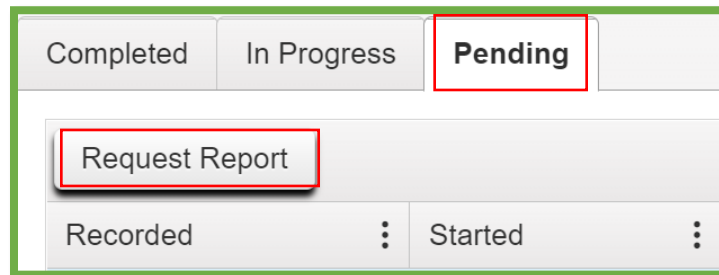 Completed In Progress Pending
Request Report
Recorded Started